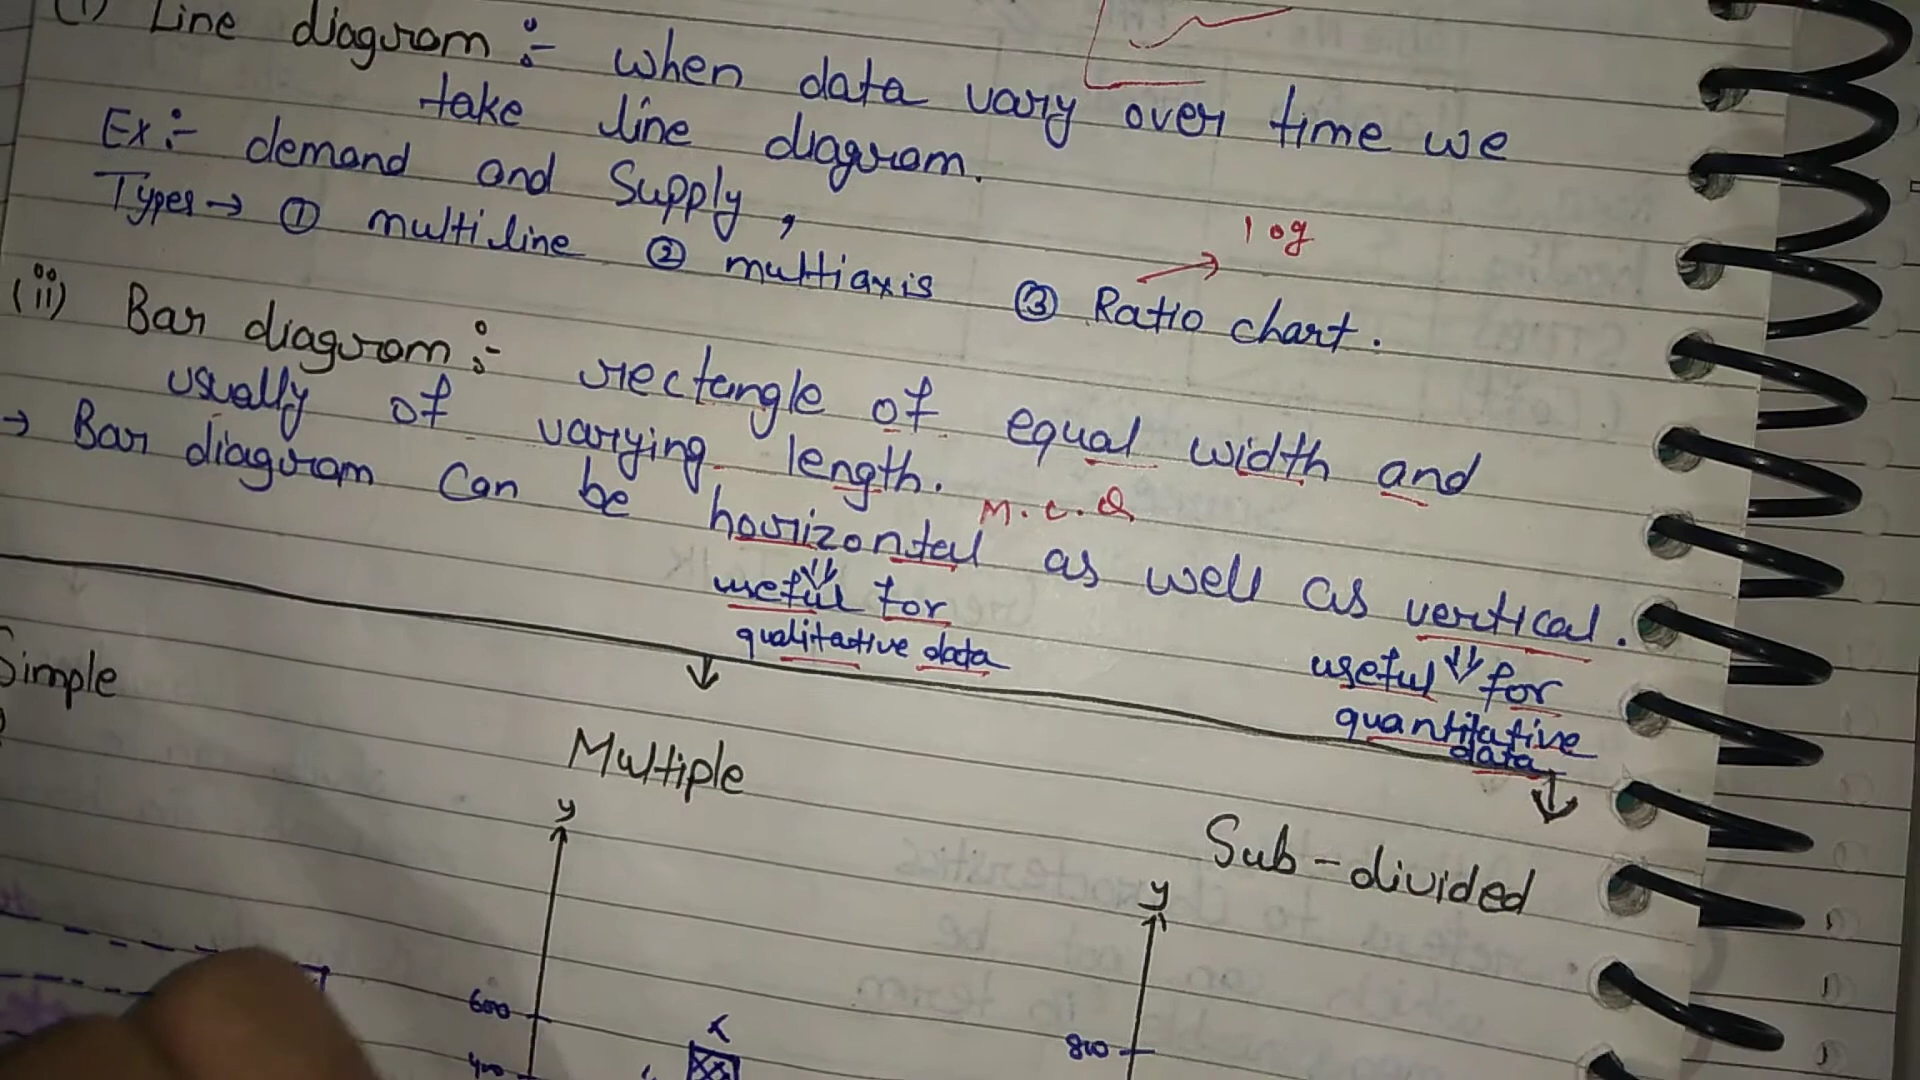 (i) Line diagram :- when data vary over time we
take line diagram.
Ex :- demand and Supply,
log
Types → ① multiline ② multiaxis ③ Ratio chart.
(ii) Bar diagram :- rectangle of equal width and
usually of varying length.
M.C.Q
→ Bar diagram can be horizontal as well as vertical.
useful for
qualitative data
useful for
quantitative
data
Simple
Multiple
Sub-divided
y
y
600
x
400
800